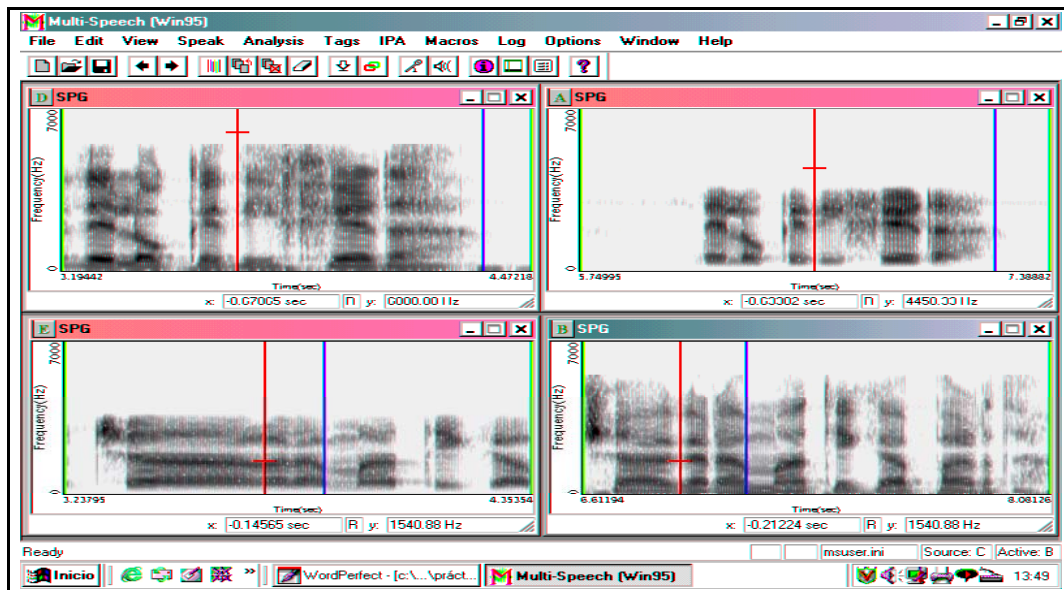 Multi-Speech (Win95)
File Edit View Speak Analysis Tags IPA Macros Log Options Window Help
D SPG
7000
Frequency(Hz)
0
3.19442 4.47218
Time(sec)
x: -0.67065 sec R y: 6000.00 Hz
A SPG
7000
Frequency(Hz)
0
5.74995 7.38882
Time(sec)
x: -0.63302 sec R y: 4450.33 Hz
E SPG
7000
Frequency(Hz)
0
3.23795 4.35354
Time(sec)
x: -0.14565 sec R y: 1540.88 Hz
B SPG
7000
Frequency(Hz)
0
6.61194 8.08126
Time(sec)
x: -0.21224 sec R y: 1540.88 Hz
Ready msuser.ini Source: C Active: B
Inicio » WordPerfect - [c:\...\práct... Multi-Speech (Win95) 13:49